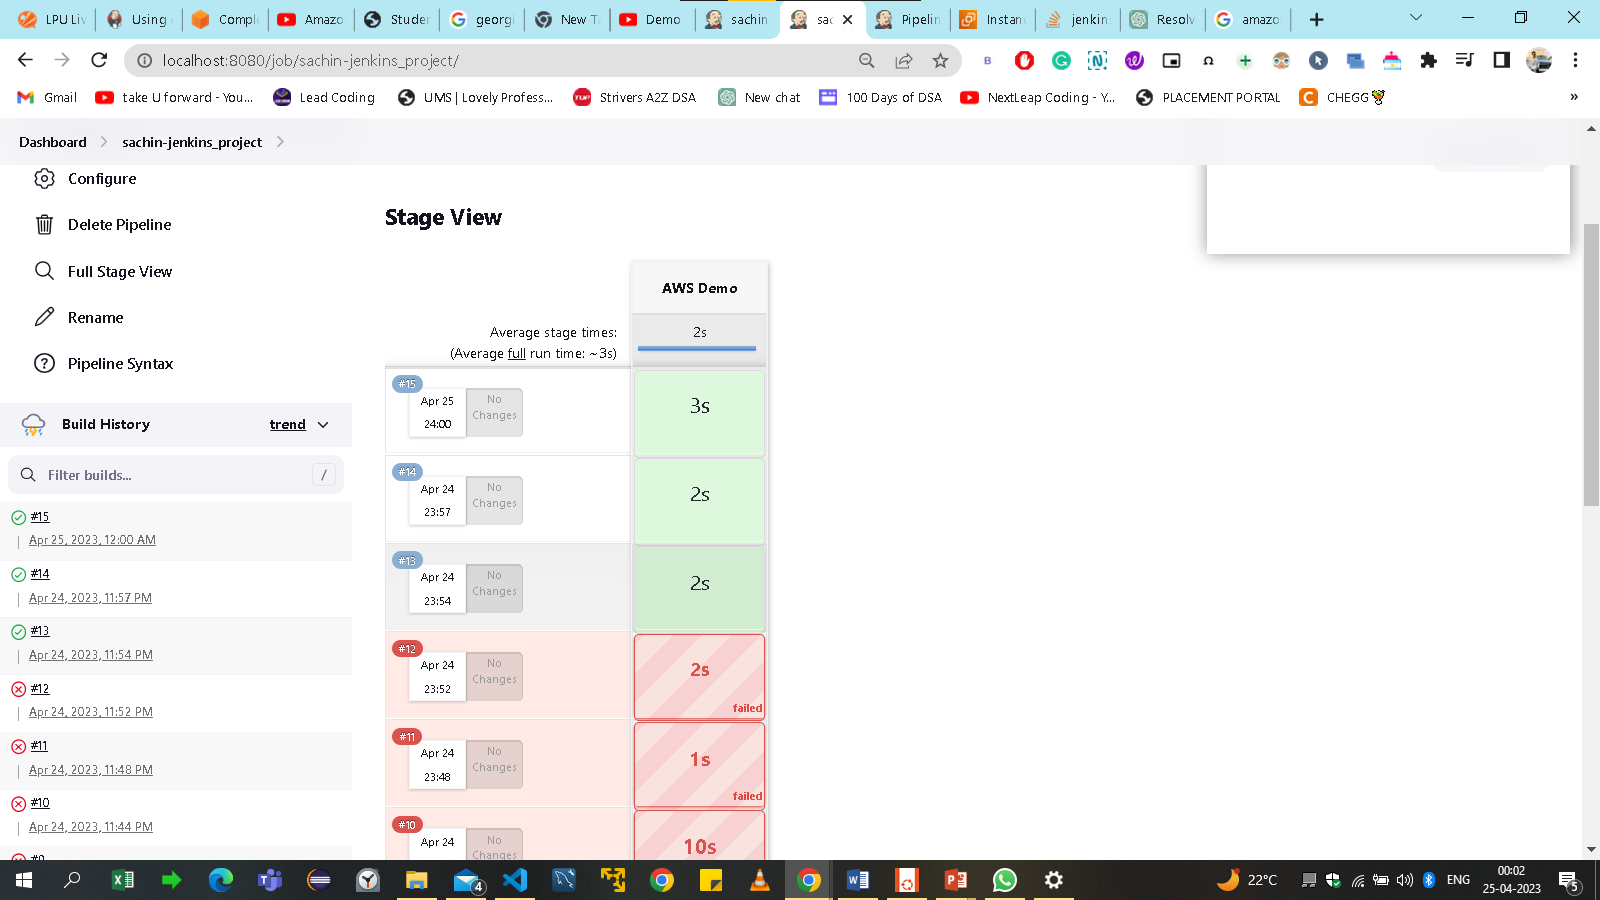 LPU Liv
Using
Compl
Amazo
Studer
georgi
New T
Demo
sachin
sac
Pipelin
Instan
jenkin
Resolv
amazo
localhost:8080/job/sachin-jenkins_project/
Gmail
take U forward - You...
Lead Coding
UMS | Lovely Profess...
Strivers A2Z DSA
New chat
100 Days of DSA
NextLeap Coding - Y...
PLACEMENT PORTAL
CHEGG
»
Dashboard
sachin-jenkins_project
Configure
Delete Pipeline
Full Stage View
Rename
Pipeline Syntax
Build History
trend
Filter builds...
/
#15
Apr 25, 2023, 12:00 AM
#14
Apr 24, 2023, 11:57 PM
#13
Apr 24, 2023, 11:54 PM
#12
Apr 24, 2023, 11:52 PM
#11
Apr 24, 2023, 11:48 PM
#10
Apr 24, 2023, 11:44 PM
#9
Stage View
AWS Demo
Average stage times:
(Average full run time: ~3s)
2s
#15
Apr 25
24:00
No
Changes
3s
#14
Apr 24
23:57
No
Changes
2s
#13
Apr 24
23:54
No
Changes
2s
#12
Apr 24
23:52
No
Changes
2s
failed
#11
Apr 24
23:48
No
Changes
1s
failed
#10
Apr 24
No
Changes
10s
4
22°C
ENG
00:02
25-04-2023
5